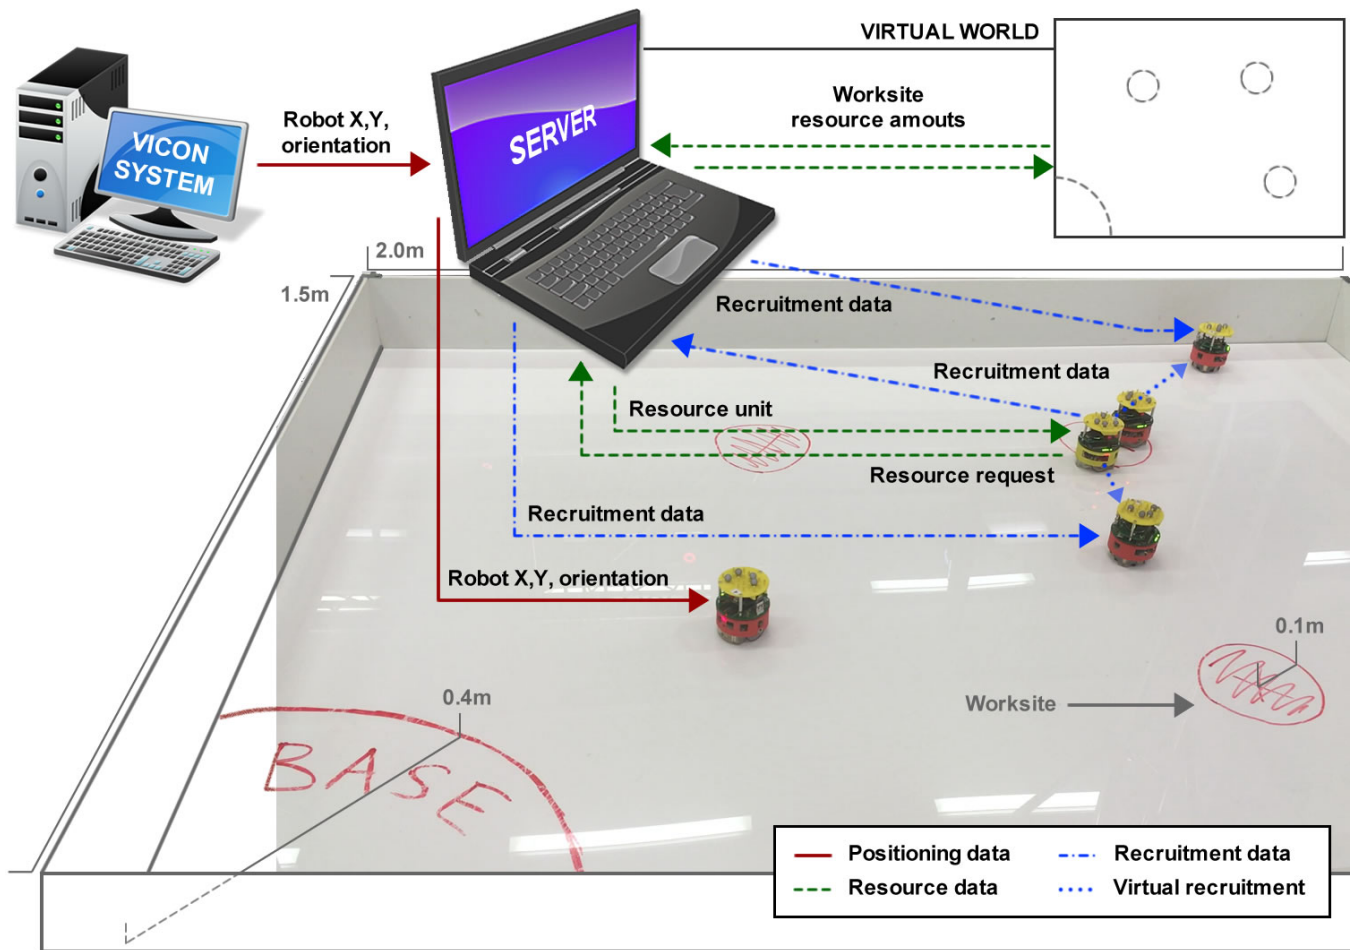 VIRTUAL WORLD
Worksite
resource amouts
Robot X,Y,
orientation
VICON
SYSTEM
SERVER
2.0m
1.5m
Recruitment data
Recruitment data
Resource unit
Resource request
Recruitment data
Robot X,Y, orientation
0.1m
0.4m
Worksite
BASE
Positioning data
Recruitment data
Resource data
Virtual recruitment